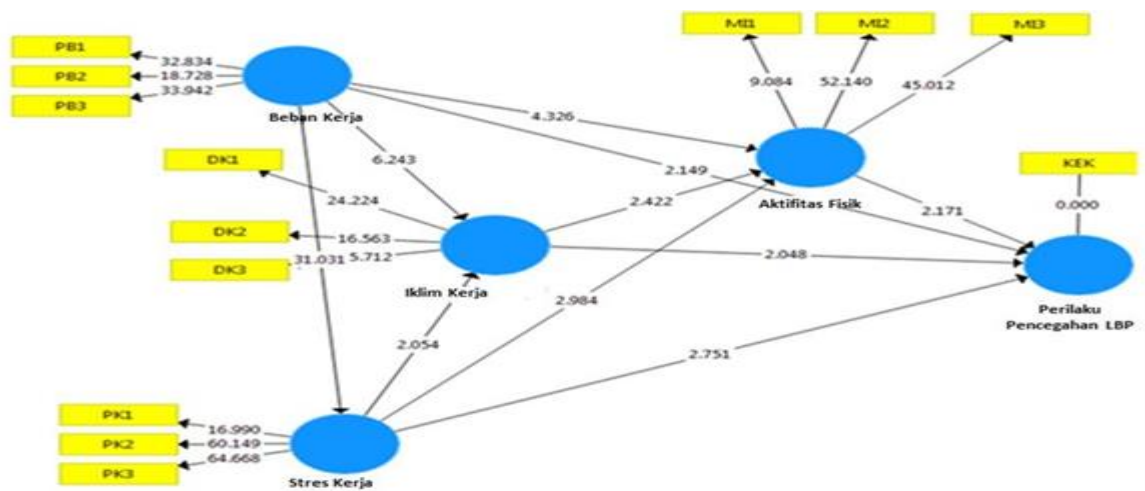 MI1 MI2 MI3
PB1
32.834
PB2
18.728
PB3
33.942
Beban Kerja
9.084
52.140
45.012
4.326
DK1
6.243
2.149
KEK
24.224
2.422
Aktifitas Fisik
2.171
0.000
DK2
16.563
DK3
31.031
5.712
2.048
Iklim Kerja
2.984
Perilaku
Pencegahan LBP
2.054
2.751
PK1
16.990
PK2
60.149
PK3
64.668
Stres Kerja